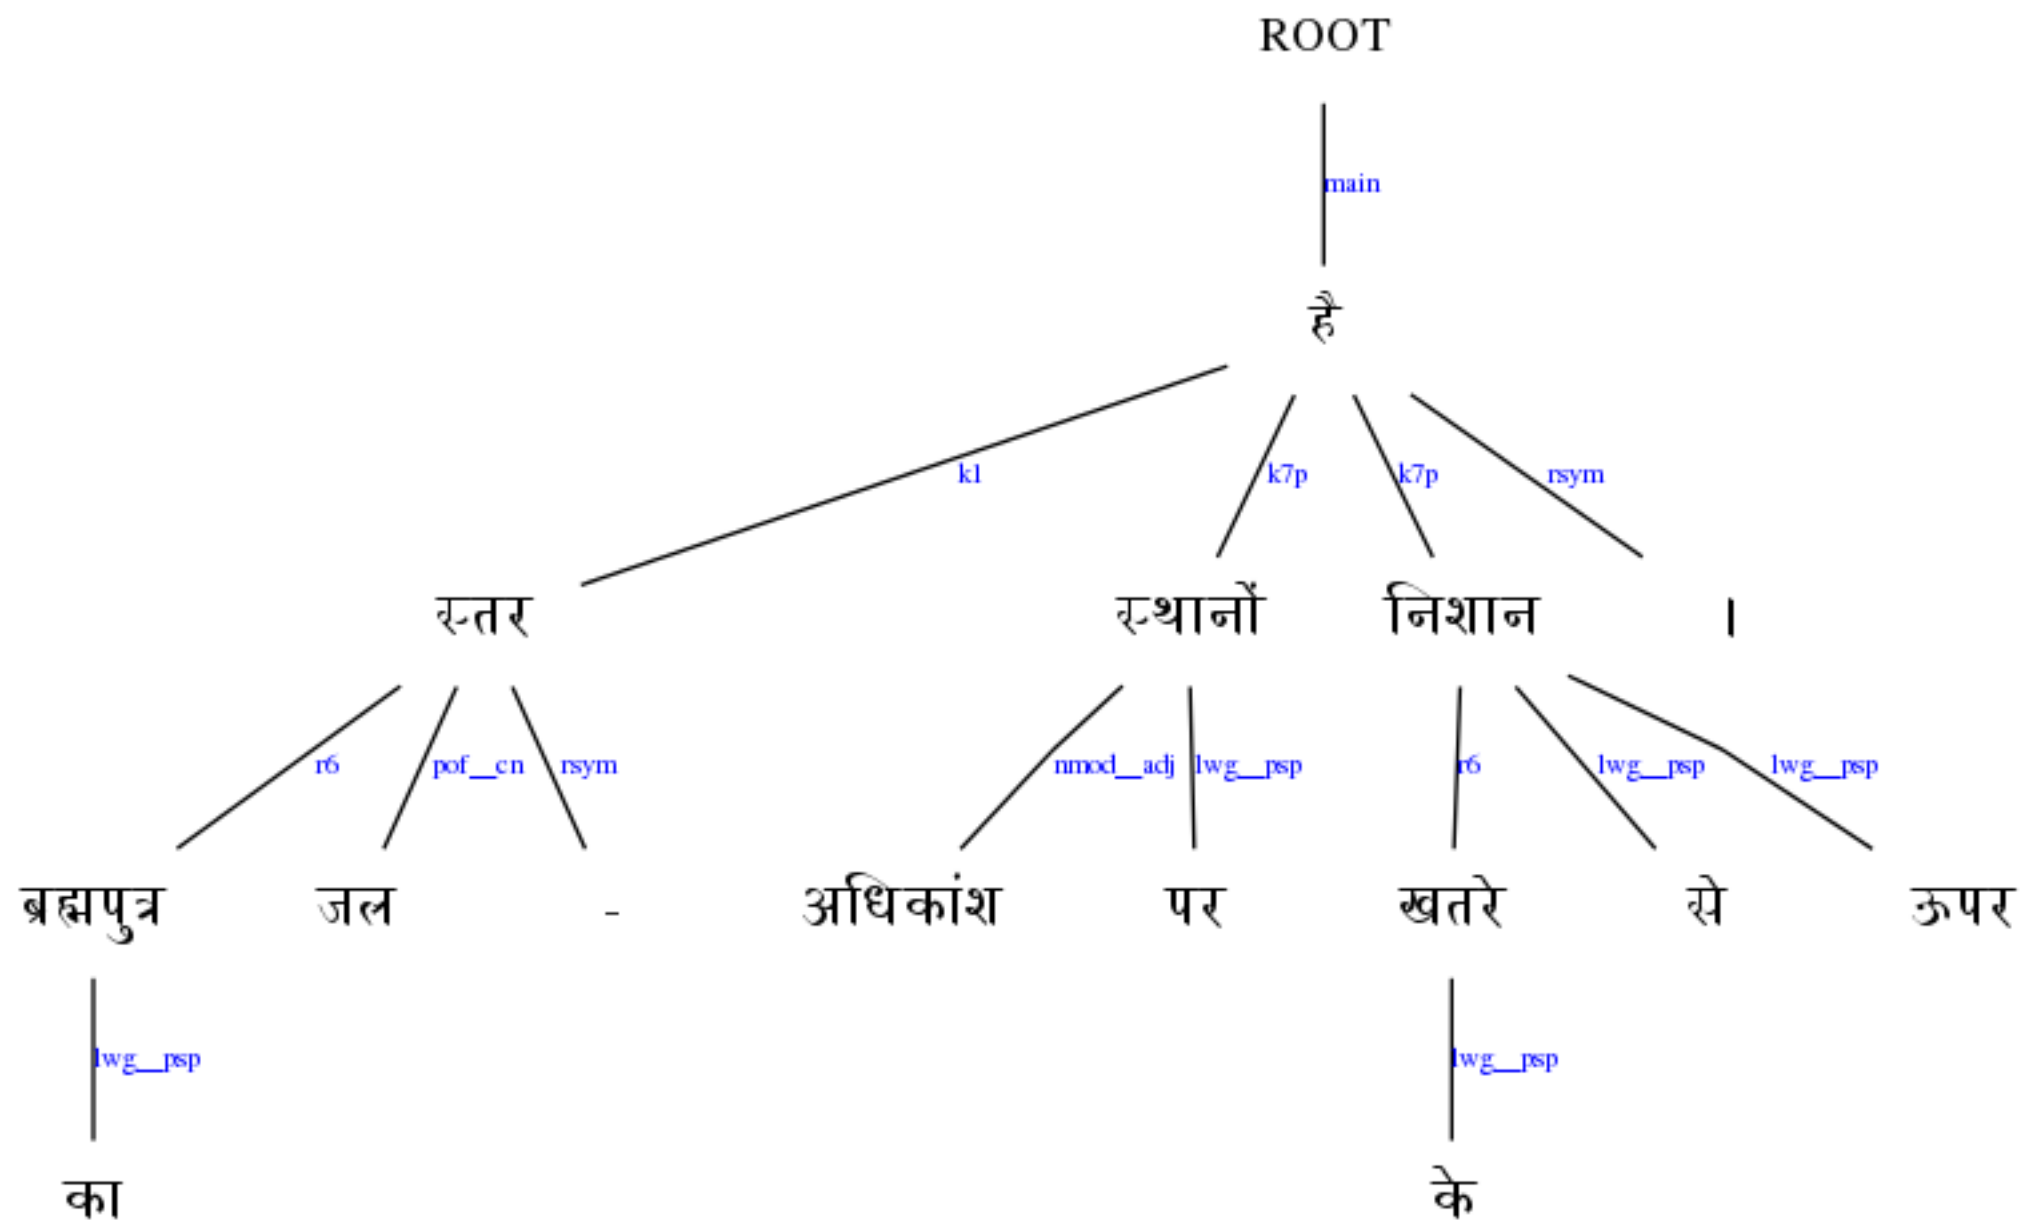 ROOT
main
है
k1 k7p k7p rsym
स्तर स्थानों निशान ।
r6 pof__cn rsym nmod__adj lwg__psp r6 lwg__psp lwg__psp
ब्रह्मपुत्र जल - अधिकांश पर खतरे से ऊपर
lwg__psp lwg__psp
का के